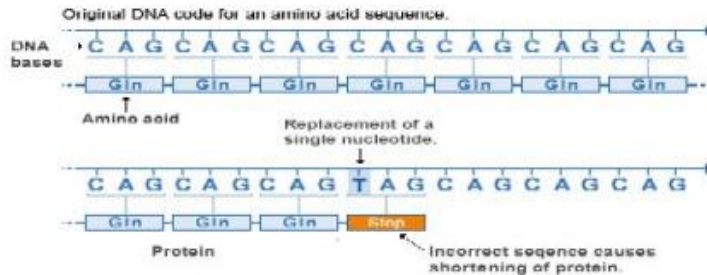 Original DNA code for an amino acid sequence.
DNA bases
C A G C A G C A G C A G C A G C A G C A G
Gln Gln Gln Gln Gln Gln Gln
Amino acid
Replacement of a
single nucleotide.
C A G C A G C A G T A G C A G C A G C A G
Gln Gln Gln Stop
Protein
Incorrect seqence causes
shortening of protein.